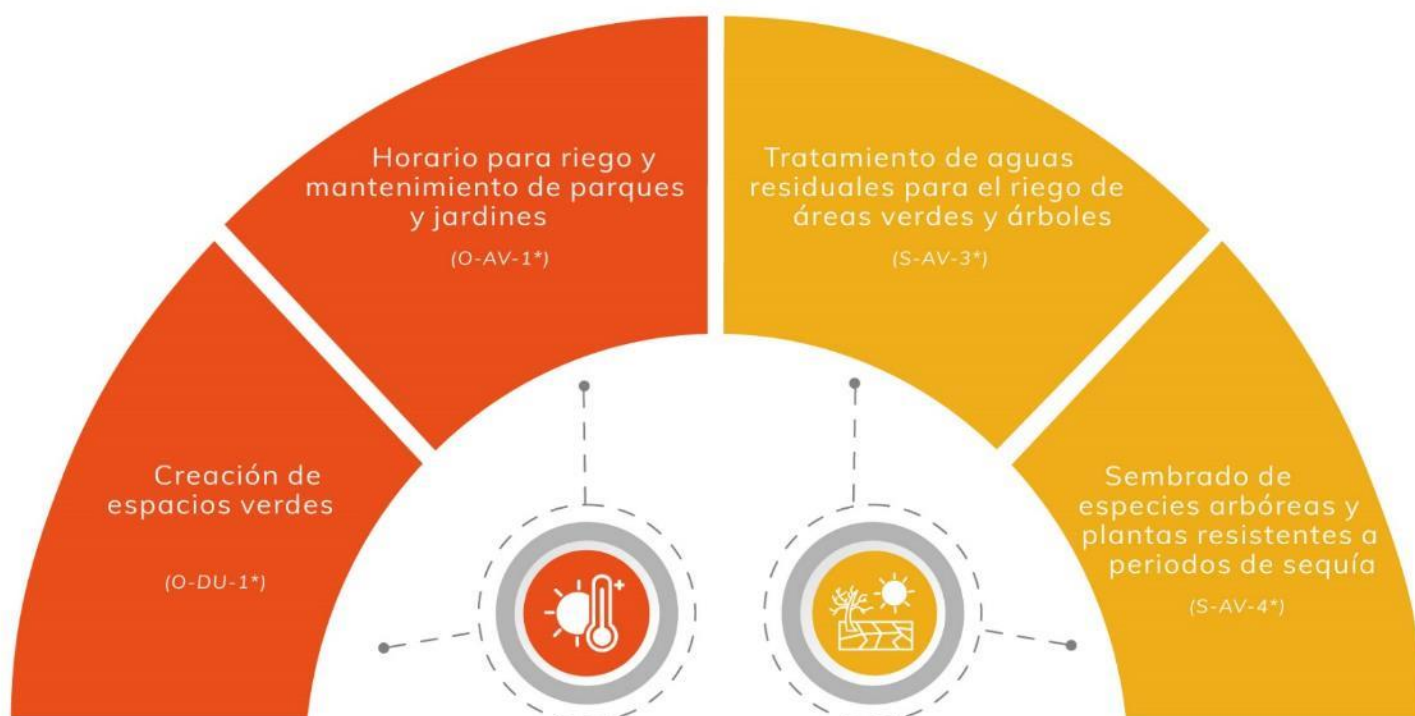 Horario para riego y
mantenimiento de parques
y jardines
(O-AV-1*)
Tratamiento de aguas
residuales para el riego de
áreas verdes y árboles
(S-AV-3*)
Creación de
espacios verdes
(O-DU-1*)
Sembrado de
especies arbóreas y
plantas resistentes a
periodos de sequía
(S-AV-4*)